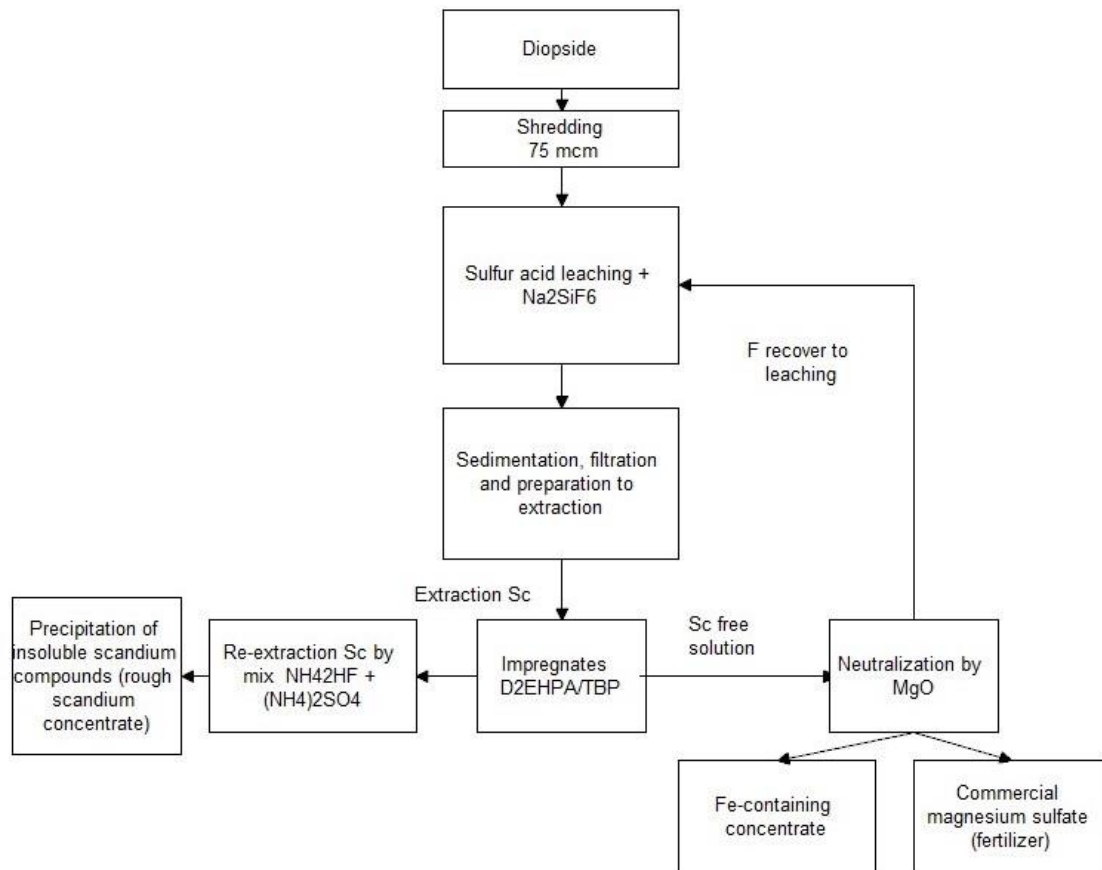 Diopside
Shredding
75 mcm
Sulfur acid leaching +
Na2SiF6
F recover to
leaching
Sedimentation, filtration
and preparation to
extraction
Extraction Sc
Sc free
solution
Precipitation of
insoluble scandium
compounds (rough
scandium
concentrate)
Re-extraction Sc by
mix NH42HF +
(NH4)2SO4
Impregnates
D2EHPA/TBP
Neutralization by
MgO
Fe-containing
concentrate
Commercial
magnesium sulfate
(fertilizer)